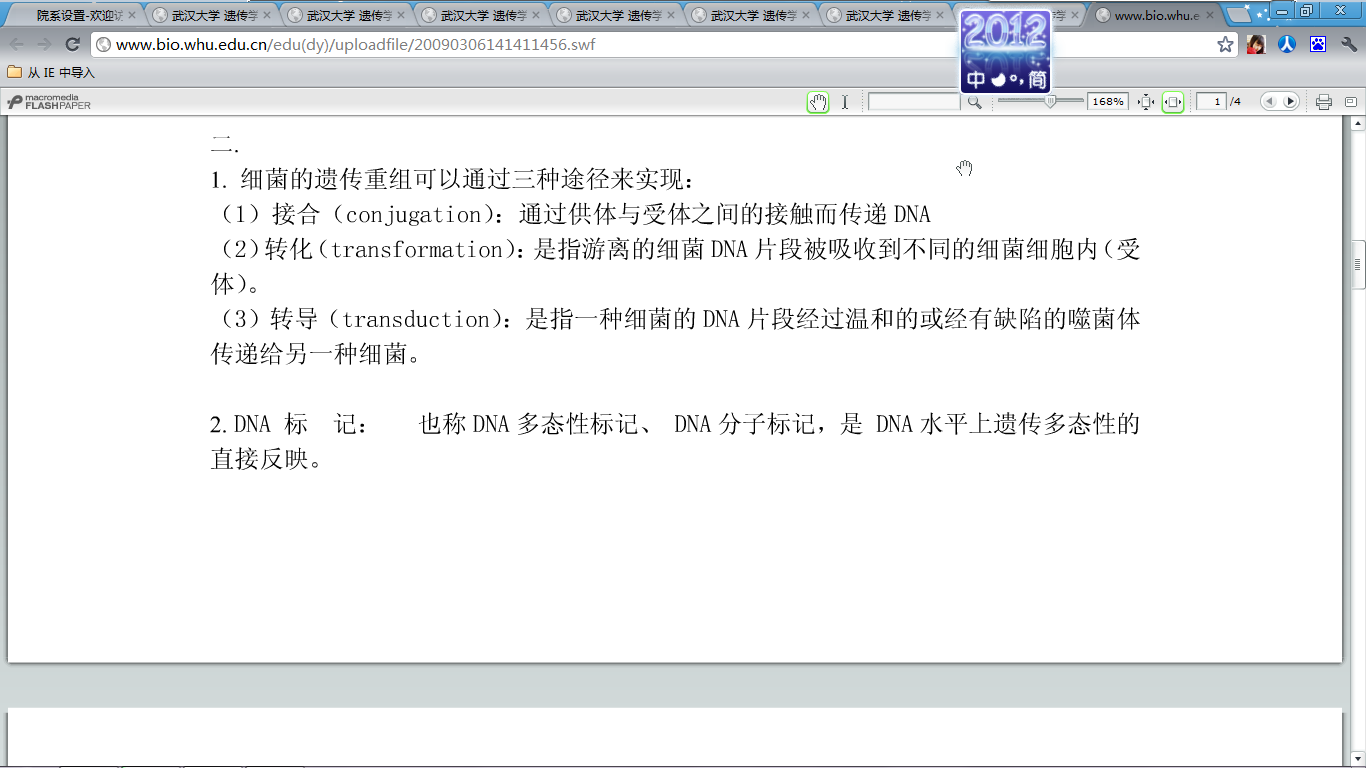 院系设置-欢迎访 武汉大学 遗传学 武汉大学 遗传学 武汉大学 遗传学 武汉大学 遗传学 武汉大学 遗传学 武汉大学 遗传学 www.bio.whu.e
www.bio.whu.edu.cn/edu(dy)/uploadfile/20090306141411456.swf
2012
中 简
从 IE 中导入
macromedia
FLASHPAPER
168% 1 /4
二.
1. 细菌的遗传重组可以通过三种途径来实现：
（1）接合（conjugation）：通过供体与受体之间的接触而传递 DNA
（2）转化（transformation）：是指游离的细菌 DNA 片段被吸收到不同的细菌细胞内（受
体）。
（3）转导（transduction）：是指一种细菌的 DNA 片段经过温和的或经有缺陷的噬菌体
传递给另一种细菌。
2. DNA 标 记： 也称 DNA 多态性标记、 DNA 分子标记，是 DNA 水平上遗传多态性的
直接反映。